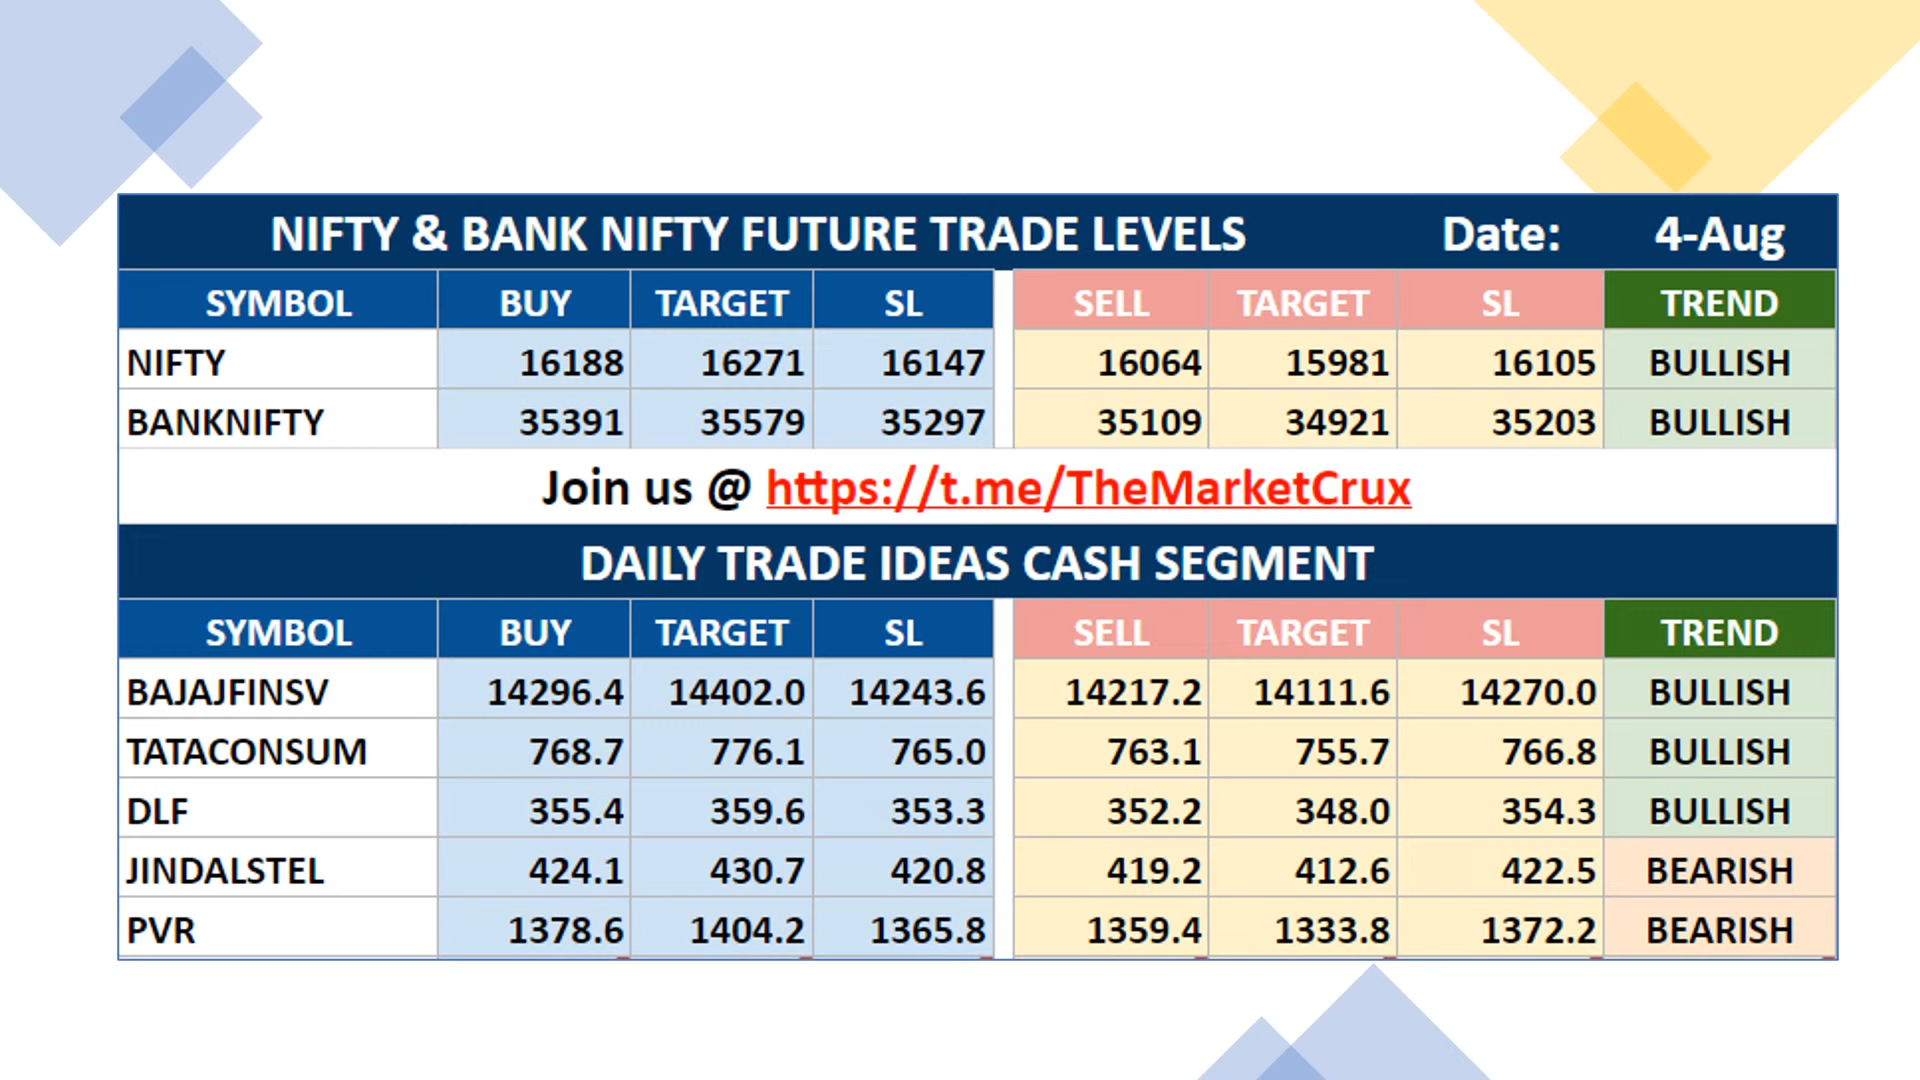 NIFTY & BANK NIFTY FUTURE TRADE LEVELS Date: 4-Aug
SYMBOL BUY TARGET SL SELL TARGET SL TREND
NIFTY 16188 16271 16147 16064 15981 16105 BULLISH
BANKNIFTY 35391 35579 35297 35109 34921 35203 BULLISH
Join us @ https://t.me/TheMarketCrux
DAILY TRADE IDEAS CASH SEGMENT
SYMBOL BUY TARGET SL SELL TARGET SL TREND
BAJAJFINSV 14296.4 14402.0 14243.6 14217.2 14111.6 14270.0 BULLISH
TATACONSUM 768.7 776.1 765.0 763.1 755.7 766.8 BULLISH
DLF 355.4 359.6 353.3 352.2 348.0 354.3 BULLISH
JINDALSTEL 424.1 430.7 420.8 419.2 412.6 422.5 BEARISH
PVR 1378.6 1404.2 1365.8 1359.4 1333.8 1372.2 BEARISH